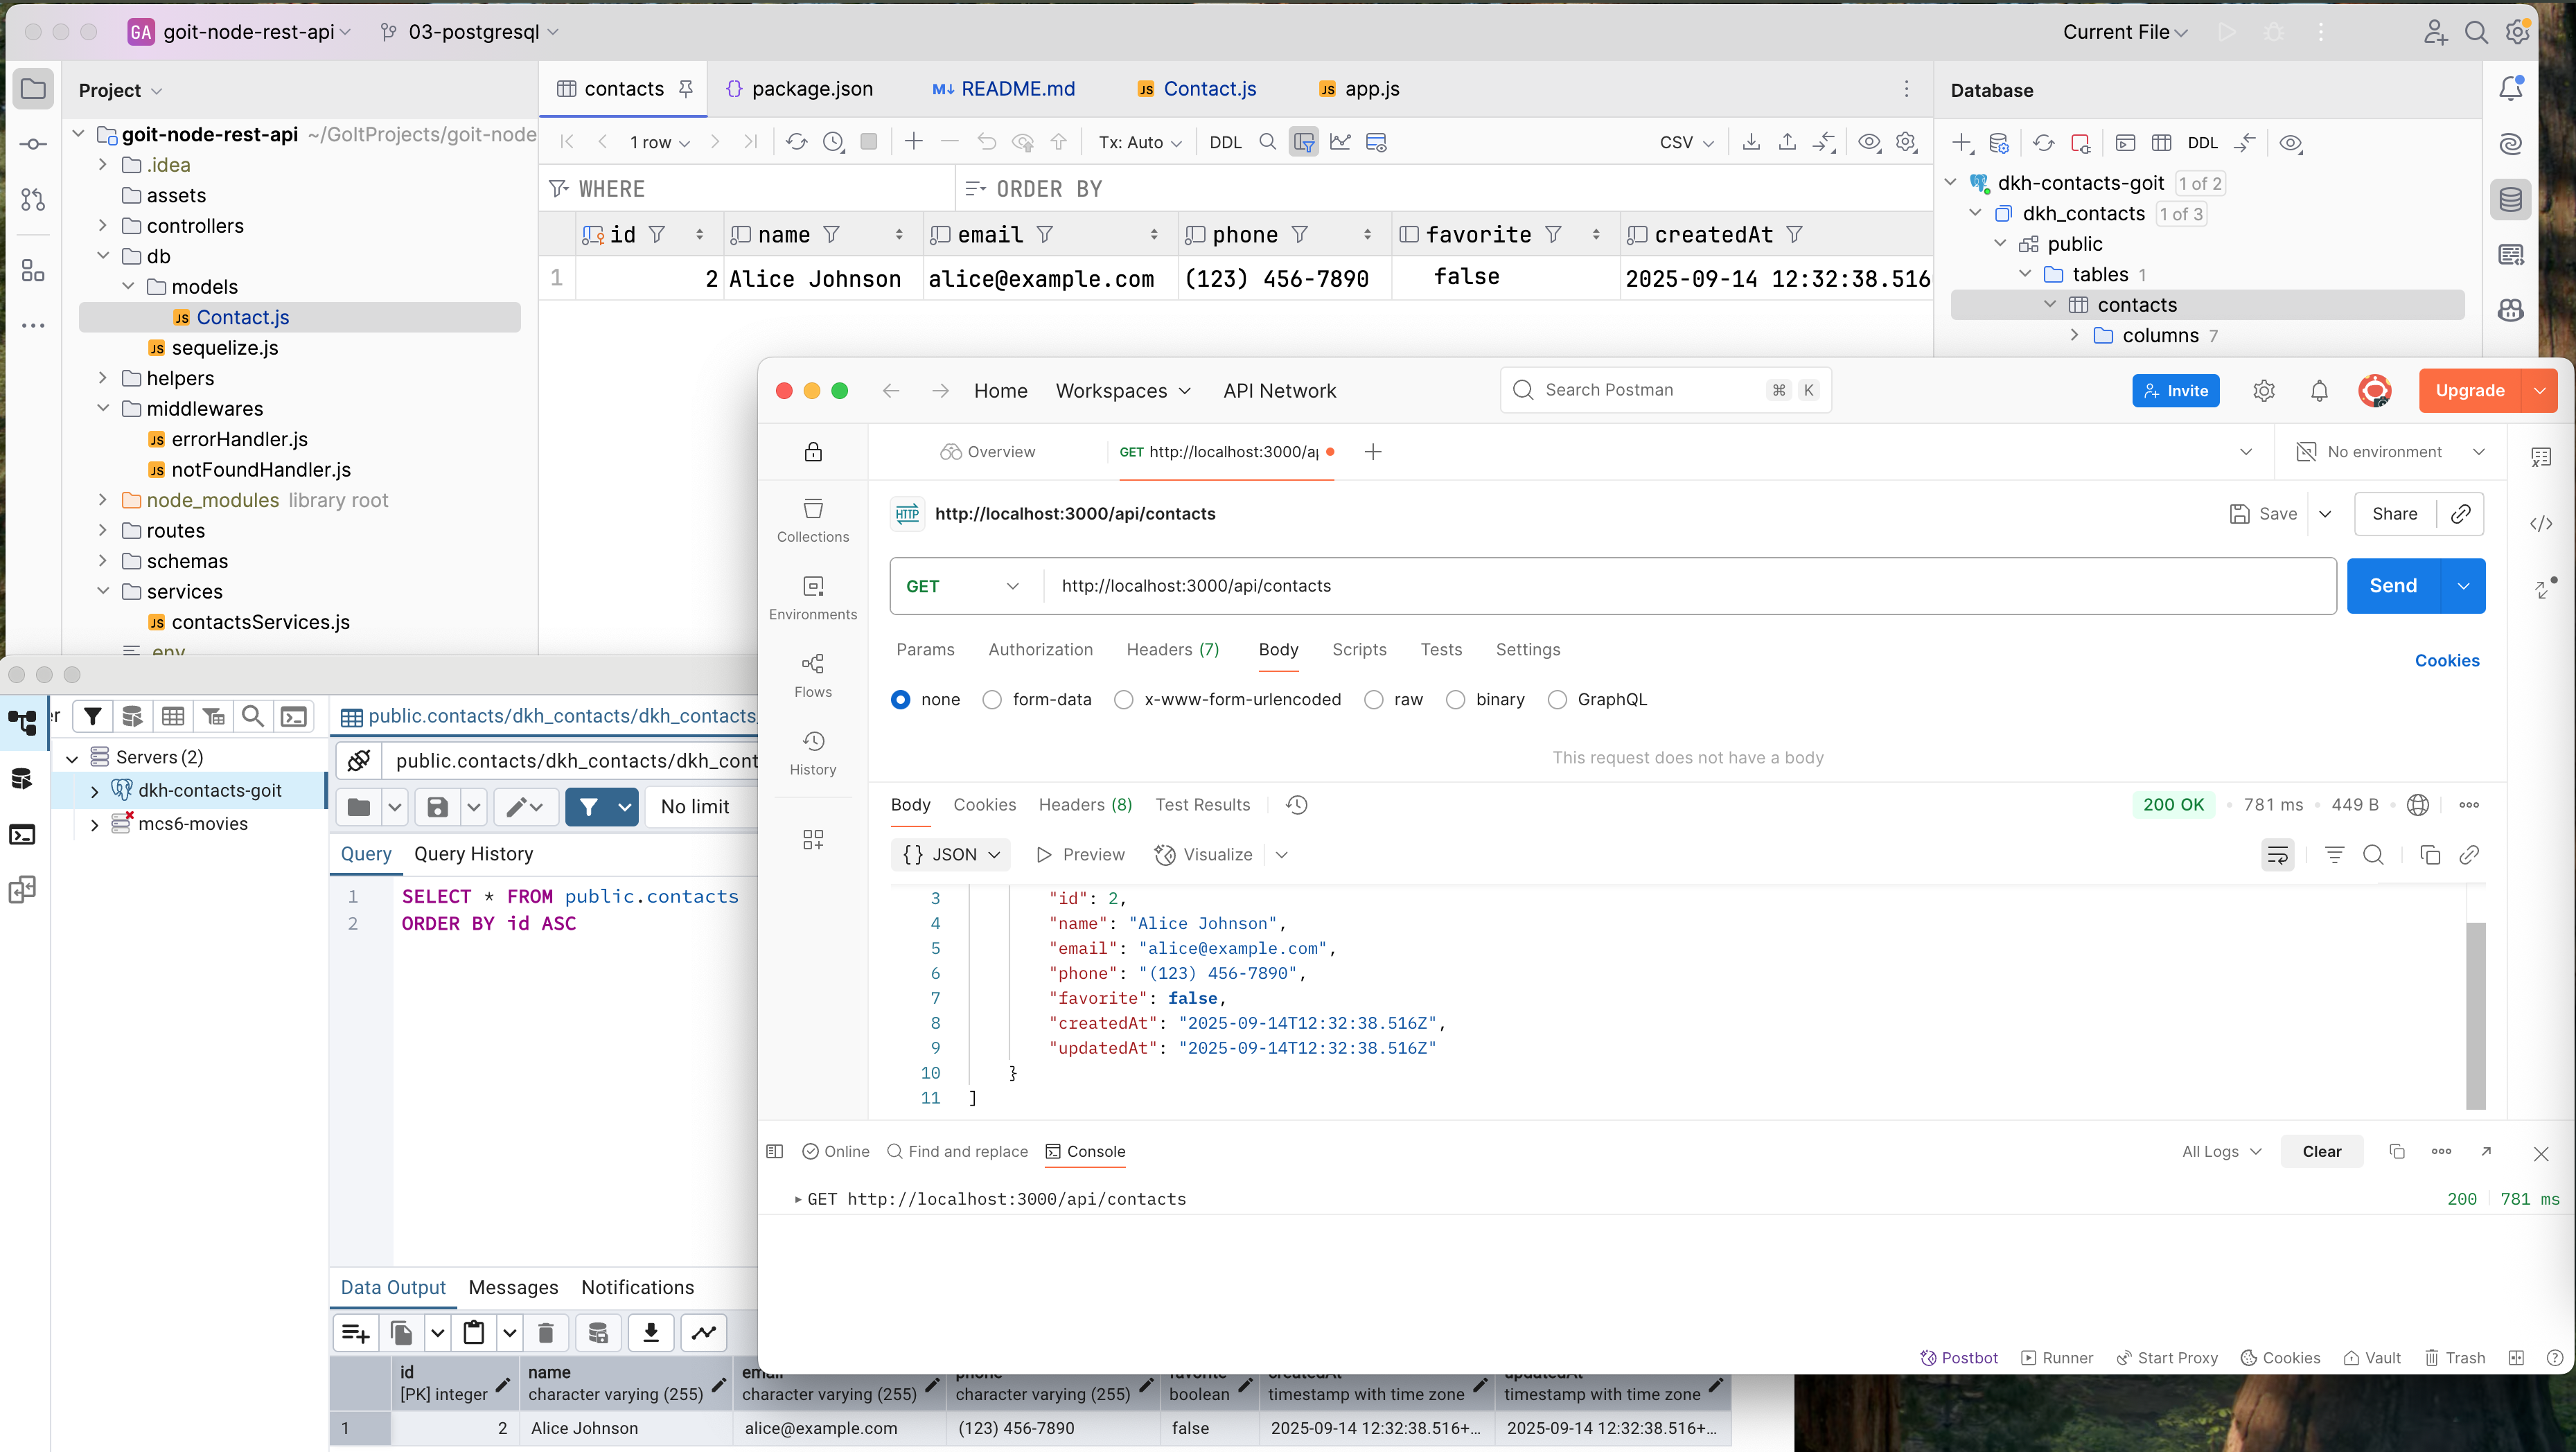 GA goit-node-rest-api 03-postgresql Current File
Project
contacts package.json README.md Contact.js app.js
Database
goit-node-rest-api ~/GoItProjects/goit-node
.idea
assets
controllers
db
models
Contact.js
sequelize.js
helpers
middlewares
errorHandler.js
notFoundHandler.js
node_modules library root
routes
schemas
services
contactsServices.js
.env
1 row Tx: Auto DDL CSV
WHERE ORDER BY
id name email phone favorite createdAt
1 2 Alice Johnson alice@example.com (123) 456-7890 false 2025-09-14 12:32:38.516
DDL
dkh-contacts-goit 1 of 2
dkh_contacts 1 of 3
public
tables 1
contacts
columns 7
Home Workspaces API Network Search Postman ⌘ K Invite Upgrade
Overview GET http://localhost:3000/ap No environment
Collections
Environments
Flows
History
HTTP http://localhost:3000/api/contacts Save Share
GET http://localhost:3000/api/contacts Send
Params Authorization Headers (7) Body Scripts Tests Settings Cookies
none form-data x-www-form-urlencoded raw binary GraphQL
This request does not have a body
Body Cookies Headers (8) Test Results 200 OK • 781 ms • 449 B
{} JSON Preview Visualize
3 "id": 2,
4 "name": "Alice Johnson",
5 "email": "alice@example.com",
6 "phone": "(123) 456-7890",
7 "favorite": false,
8 "createdAt": "2025-09-14T12:32:38.516Z",
9 "updatedAt": "2025-09-14T12:32:38.516Z"
10 }
11 ]
Online Find and replace Console All Logs Clear
GET http://localhost:3000/api/contacts 200 781 ms
Postbot Runner Start Proxy Cookies Vault Trash
Servers (2)
dkh-contacts-goit
mcs6-movies
public.contacts/dkh_contacts/dkh_contacts
public.contacts/dkh_contacts/dkh_cont
No limit
Query Query History
1 SELECT * FROM public.contacts
2 ORDER BY id ASC
Data Output Messages Notifications
id name email phone favorite createdAt updatedAt
[PK] integer character varying (255) character varying (255) character varying (255) boolean timestamp with time zone timestamp with time zone
1 2 Alice Johnson alice@example.com (123) 456-7890 false 2025-09-14 12:32:38.516+... 2025-09-14 12:32:38.516+...